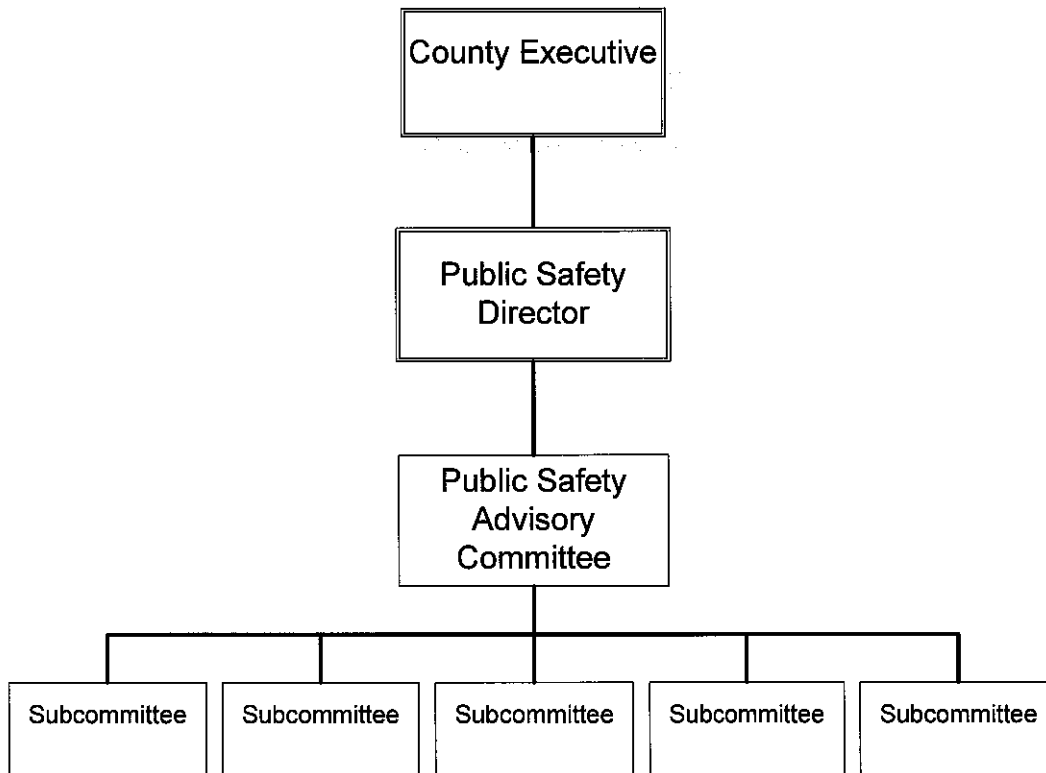 County Executive
Public Safety
Director
Public Safety
Advisory
Committee
Subcommittee
Subcommittee
Subcommittee
Subcommittee
Subcommittee